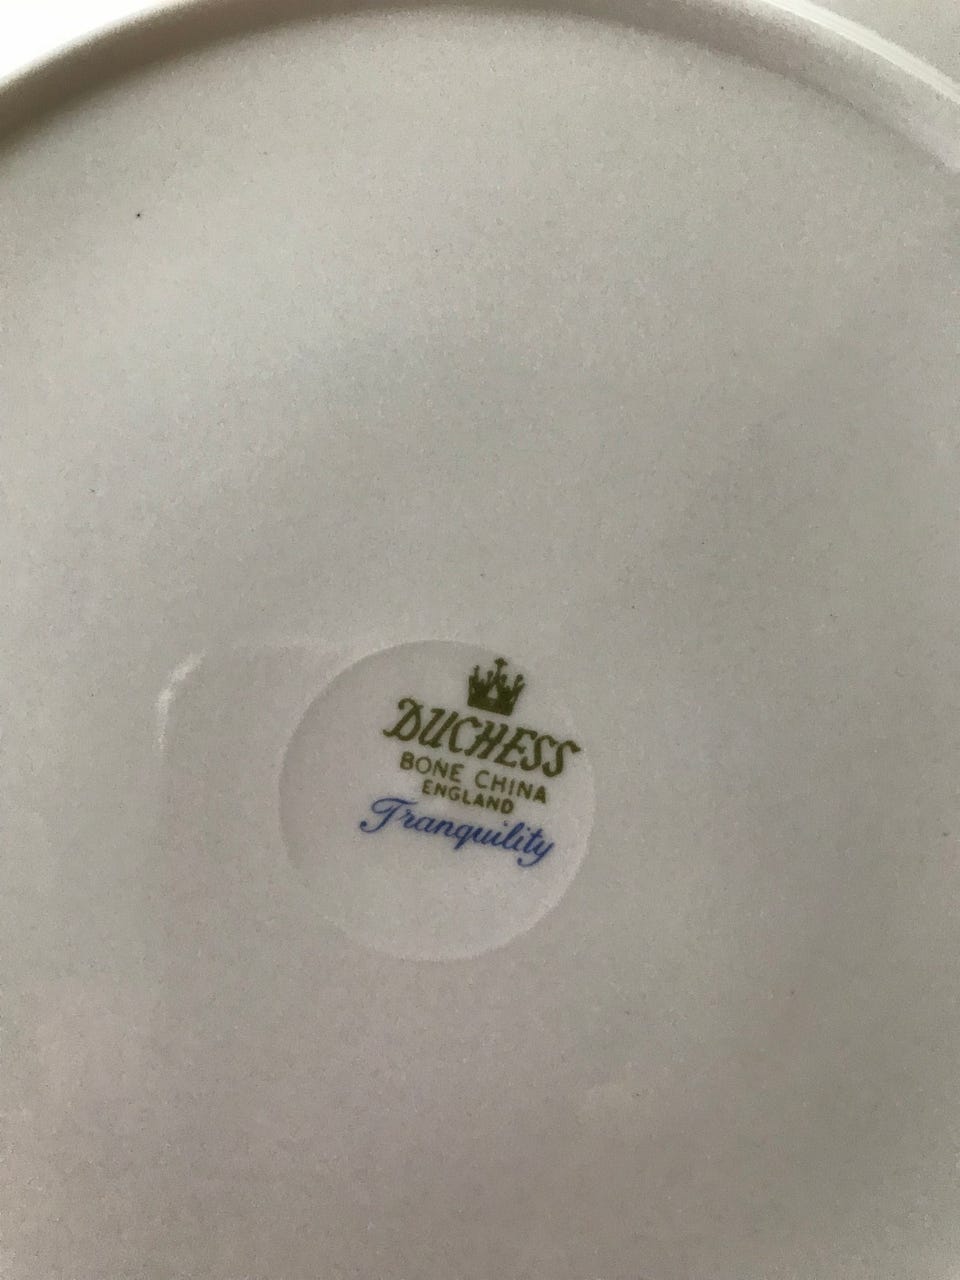 DUCHESS
BONE CHINA
ENGLAND
Tranquility